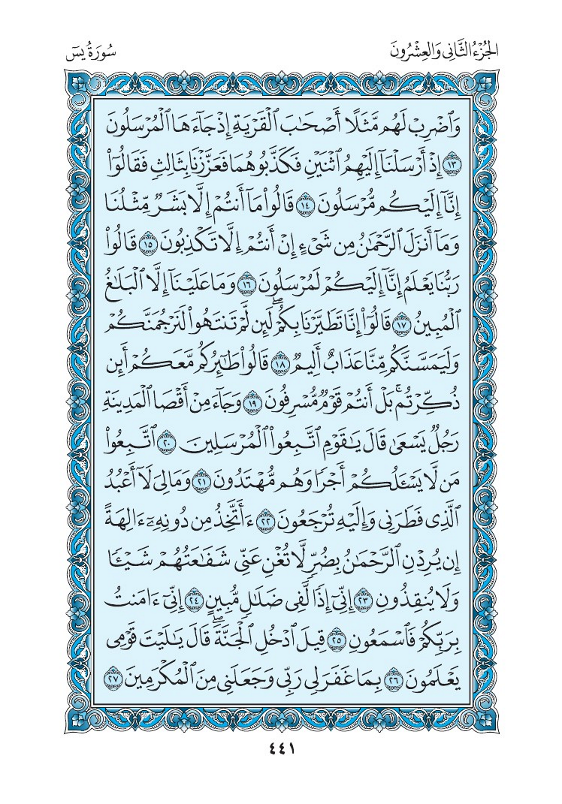 الجُزْءُ الثَّانِي وَالعِشْرُونَ
سُورَةُ يسٓ
وَٱضْرِبْ لَهُم مَّثَلًا أَصْحَٰبَ ٱلْقَرْيَةِ إِذْ جَآءَهَا ٱلْمُرْسَلُونَ
١٣ إِذْ أَرْسَلْنَآ إِلَيْهِمُ ٱثْنَيْنِ فَكَذَّبُوهُمَا فَعَزَّزْنَا بِثَالِثٍ فَقَالُوٓا۟
إِنَّآ إِلَيْكُم مُّرْسَلُونَ ١٤ قَالُوا۟ مَآ أَنتُمْ إِلَّا بَشَرٌ مِّثْلُنَا
وَمَآ أَنزَلَ ٱلرَّحْمَٰنُ مِن شَىْءٍ إِنْ أَنتُمْ إِلَّا تَكْذِبُونَ ١٥ قَالُوا۟
رَبُّنَا يَعْلَمُ إِنَّآ إِلَيْكُمْ لَمُرْسَلُونَ ١٦ وَمَا عَلَيْنَآ إِلَّا ٱلْبَلَٰغُ
ٱلْمُبِينُ ١٧ قَالُوٓا۟ إِنَّا تَطَيَّرْنَا بِكُمْ ۖ لَئِن لَّمْ تَنتَهُوا۟ لَنَرْجُمَنَّكُمْ
وَلَيَمَسَّنَّكُم مِّنَّا عَذَابٌ أَلِيمٌ ١٨ قَالُوا۟ طَٰٓئِرُكُم مَّعَكُمْ ۚ أَئِن
ذُكِّرْتُم ۚ بَلْ أَنتُمْ قَوْمٌ مُّسْرِفُونَ ١٩ وَجَآءَ مِنْ أَقْصَا ٱلْمَدِينَةِ
رَجُلٌ يَسْعَىٰ قَالَ يَٰقَوْمِ ٱتَّبِعُوا۟ ٱلْمُرْسَلِينَ ٢٠ ٱتَّبِعُوا۟
مَن لَّا يَسْـَٔلُكُمْ أَجْرًا وَهُم مُّهْتَدُونَ ٢١ وَمَالِىَ لَآ أَعْبُدُ
ٱلَّذِى فَطَرَنِى وَإِلَيْهِ تُرْجَعُونَ ٢٢ ءَأَتَّخِذُ مِن دُونِهِۦٓ ءَالِهَةً
إِن يُرِدْنِ ٱلرَّحْمَٰنُ بِضُرٍّ لَّا تُغْنِ عَنِّى شَفَٰعَتُهُمْ شَيْـًٔا
وَلَا يُنقِذُونِ ٢٣ إِنِّىٓ إِذًا لَّفِى ضَلَٰلٍ مُّبِينٍ ٢٤ إِنِّىٓ ءَامَنتُ
بِرَبِّكُمْ فَٱسْمَعُونِ ٢٥ قِيلَ ٱدْخُلِ ٱلْجَنَّةَ ۖ قَالَ يَٰلَيْتَ قَوْمِى
يَعْلَمُونَ ٢٦ بِمَا غَفَرَ لِى رَبِّى وَجَعَلَنِى مِنَ ٱلْمُكْرَمِينَ ٢٧
٤٤١